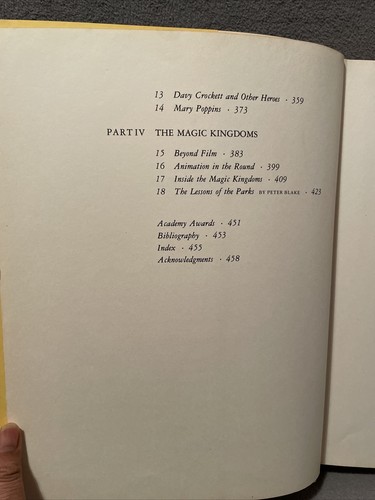 13 Davy Crockett and Other Heroes · 359
14 Mary Poppins · 373
PART IV THE MAGIC KINGDOMS
15 Beyond Film · 383
16 Animation in the Round · 399
17 Inside the Magic Kingdoms · 409
18 The Lessons of the Parks BY PETER BLAKE · 423
Academy Awards · 451
Bibliography · 453
Index · 455
Acknowledgments · 458